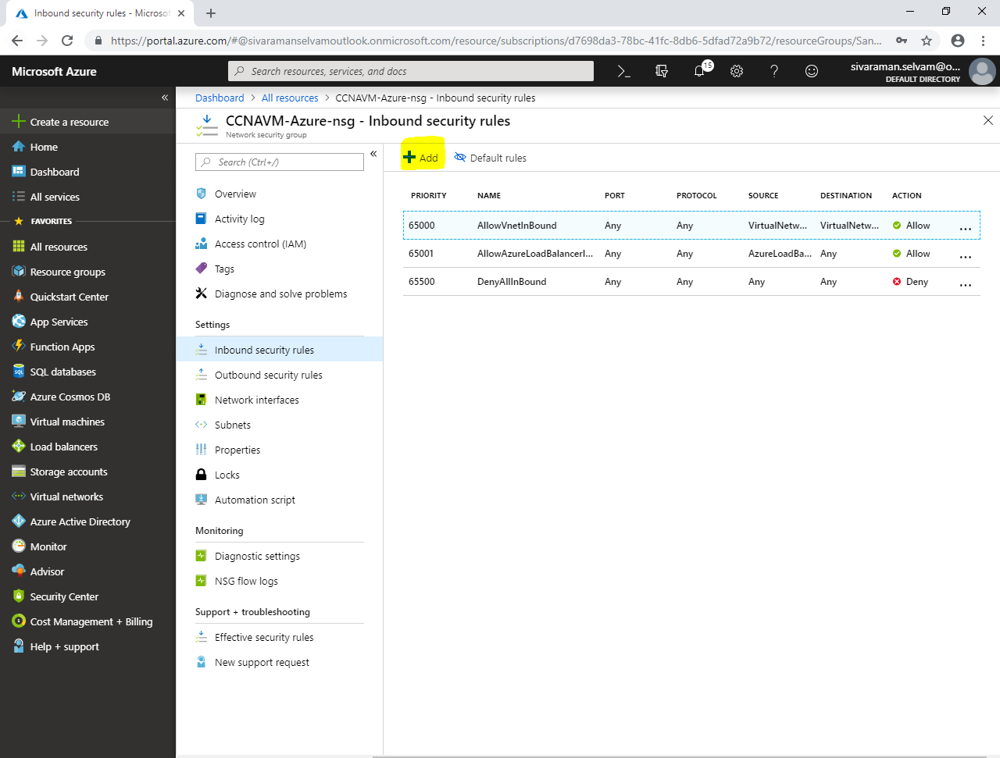 Inbound security rules - Microsof
https://portal.azure.com/#@sivaramanselvamoutlook.onmicrosoft.com/resource/subscriptions/d7698da3-78bc-41fc-8db6-5dfad72a9b72/resourceGroups/San...
Microsoft Azure
Search resources, services, and docs
15
sivaraman.selvam@o...
DEFAULT DIRECTORY
Create a resource
Home
Dashboard
All services
FAVORITES
All resources
Resource groups
Quickstart Center
App Services
Function Apps
SQL databases
Azure Cosmos DB
Virtual machines
Load balancers
Storage accounts
Virtual networks
Azure Active Directory
Monitor
Advisor
Security Center
Cost Management + Billing
Help + support
Dashboard > All resources > CCNAVM-Azure-nsg - Inbound security rules
CCNAVM-Azure-nsg - Inbound security rules
Network security group
Search (Ctrl+/)
Overview
Activity log
Access control (IAM)
Tags
Diagnose and solve problems
Settings
Inbound security rules
Outbound security rules
Network interfaces
Subnets
Properties
Locks
Automation script
Monitoring
Diagnostic settings
NSG flow logs
Support + troubleshooting
Effective security rules
New support request
Add Default rules
PRIORITY NAME PORT PROTOCOL SOURCE DESTINATION ACTION
65000 AllowVnetInBound Any Any VirtualNetw... VirtualNetw... Allow ...
65001 AllowAzureLoadBalancerI... Any Any AzureLoadBa... Any Allow ...
65500 DenyAllInBound Any Any Any Any Deny ...